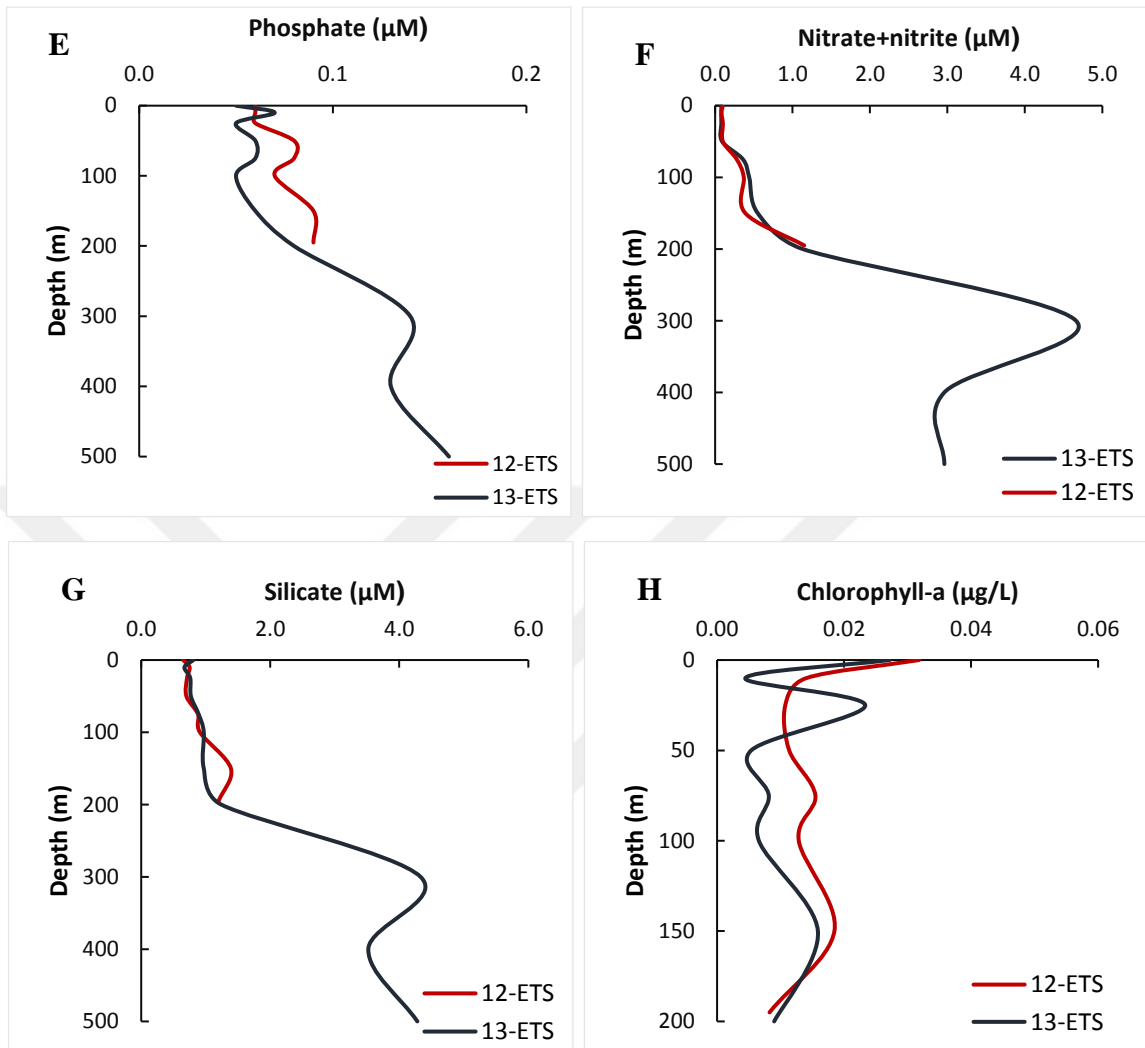 E
Phosphate (µM)
0.0 0.1 0.2
0
100
200
300
400
500
Depth (m)
12-ETS
13-ETS
F
Nitrate+nitrite (µM)
0.0 1.0 2.0 3.0 4.0 5.0
0
100
200
300
400
500
Depth (m)
13-ETS
12-ETS
G
Silicate (µM)
0.0 2.0 4.0 6.0
0
100
200
300
400
500
Depth (m)
12-ETS
13-ETS
H
Chlorophyll-a (µg/L)
0.00 0.02 0.04 0.06
0
50
100
150
200
Depth (m)
12-ETS
13-ETS